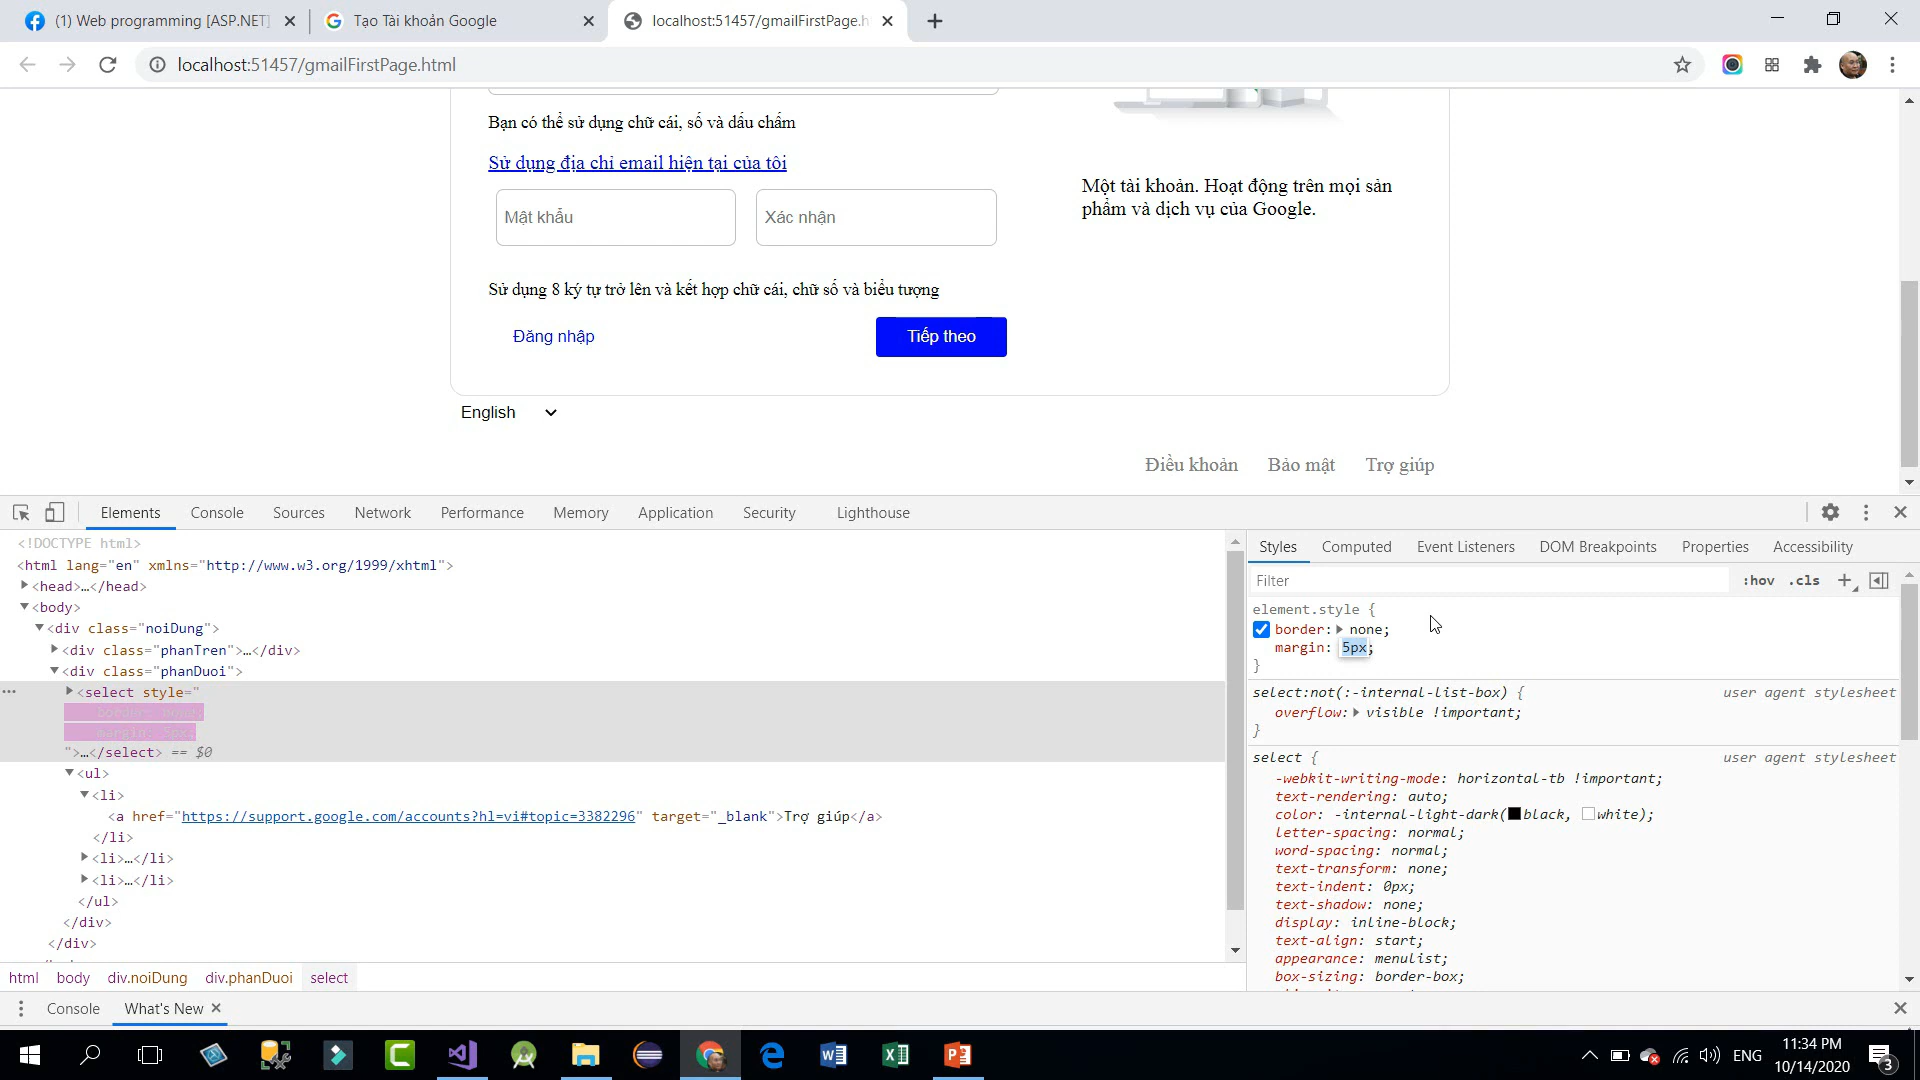 (1) Web programming [ASP.NET]
Tạo Tài khoản Google
localhost:51457/gmailFirstPage.h
localhost:51457/gmailFirstPage.html
Bạn có thể sử dụng chữ cái, số và dấu chấm
Sử dụng địa chỉ email hiện tại của tôi
Một tài khoản. Hoạt động trên mọi sản
phẩm và dịch vụ của Google.
Mật khẩu
Xác nhận
Sử dụng 8 ký tự trở lên và kết hợp chữ cái, chữ số và biểu tượng
Đăng nhập
Tiếp theo
English
Điều khoản Bảo mật Trợ giúp
Elements Console Sources Network Performance Memory Application Security Lighthouse
<!DOCTYPE html>
<html lang="en" xmlns="http://www.w3.org/1999/xhtml">
<head>…</head>
<body>
<div class="noiDung">
<div class="phanTren">…</div>
<div class="phanDuoi">
<select style="
border: none;
margin: 5px;
">…</select> == $0
<ul>
<li>
<a href="https://support.google.com/accounts?hl=vi#topic=3382296" target="_blank">Trợ giúp</a>
</li>
<li>…</li>
<li>…</li>
</ul>
</div>
</div>
html body div.noiDung div.phanDuoi select
Styles Computed Event Listeners DOM Breakpoints Properties Accessibility
Filter
:hov .cls
element.style {
border: none;
margin: 5px;
}
select:not(:-internal-list-box) {
user agent stylesheet
overflow: visible !important;
}
select {
user agent stylesheet
-webkit-writing-mode: horizontal-tb !important;
text-rendering: auto;
color: -internal-light-dark(black, white);
letter-spacing: normal;
word-spacing: normal;
text-transform: none;
text-indent: 0px;
text-shadow: none;
display: inline-block;
text-align: start;
appearance: menulist;
box-sizing: border-box;
Console What's New
ENG
11:34 PM
10/14/2020
3